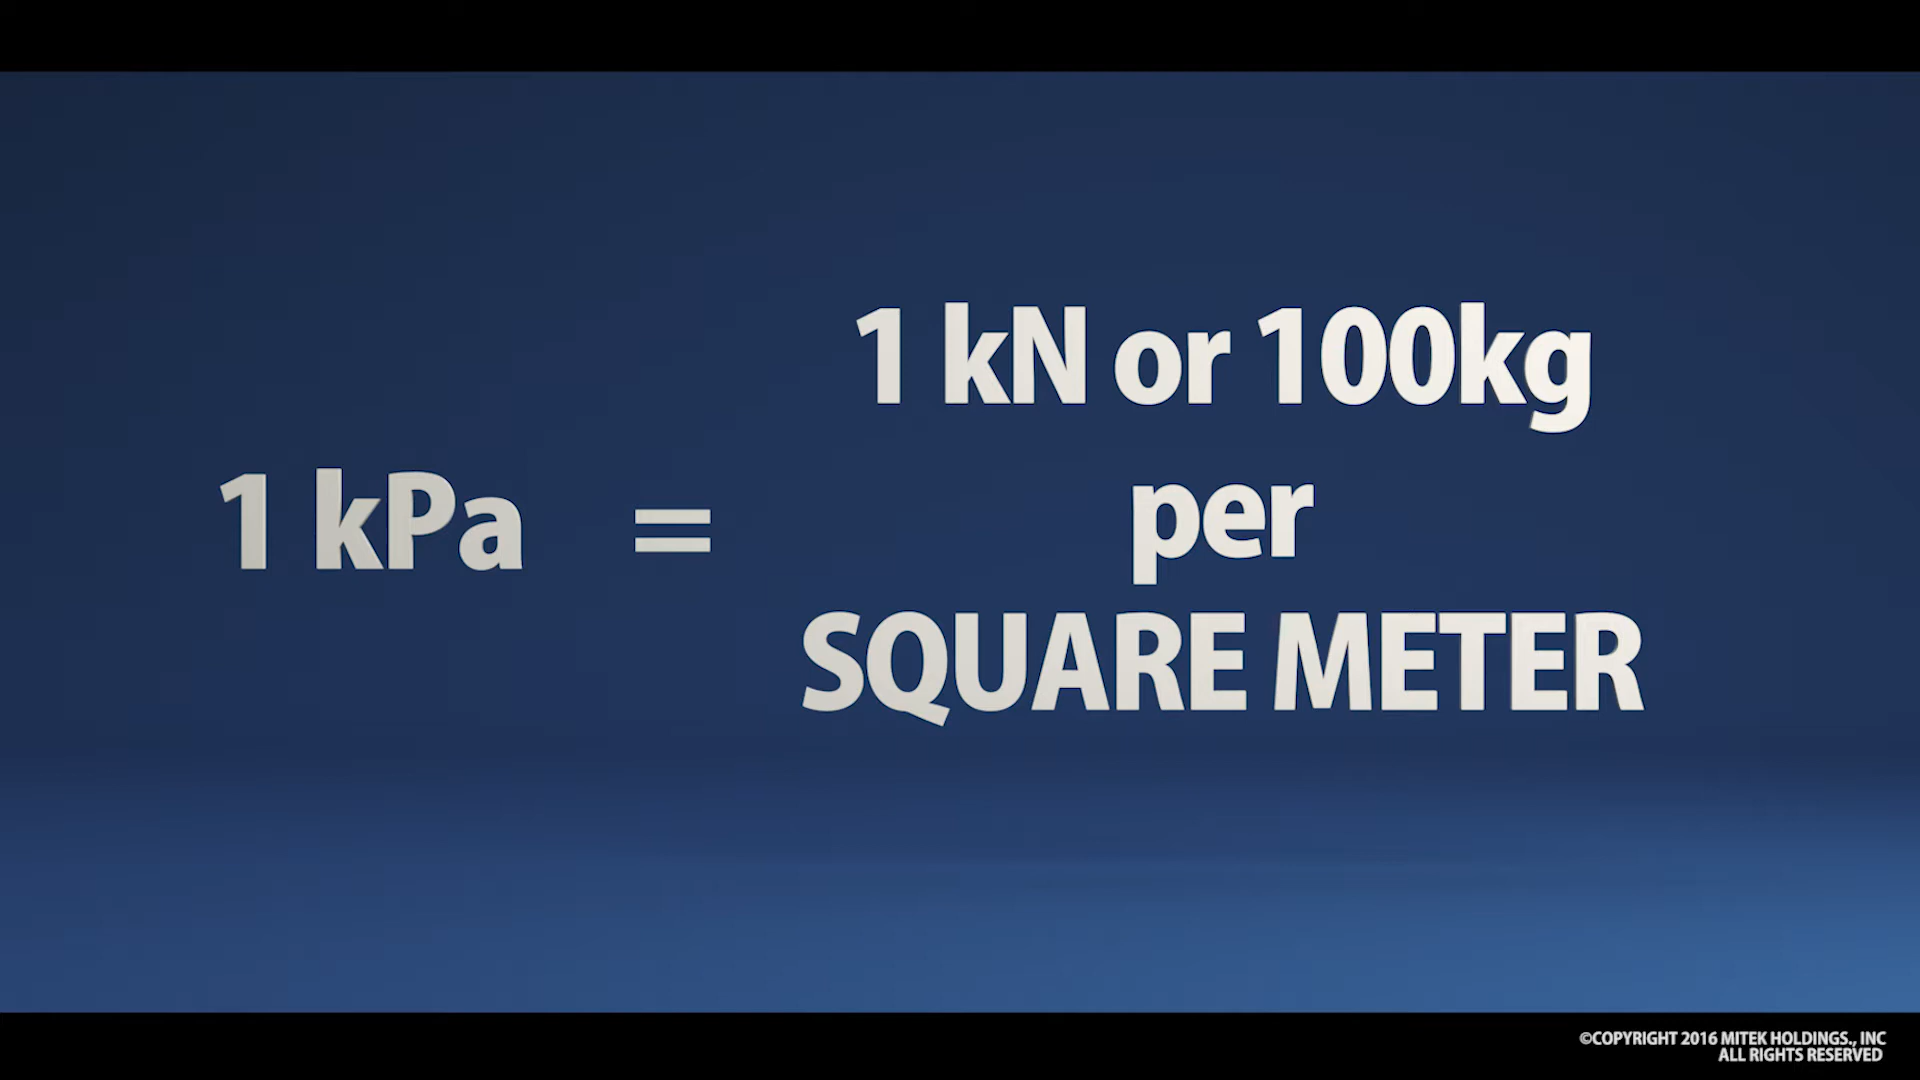 1 kPa = 1 kN or 100kg
per
SQUARE METER
©COPYRIGHT 2016 MITEK HOLDINGS., INC
ALL RIGHTS RESERVED